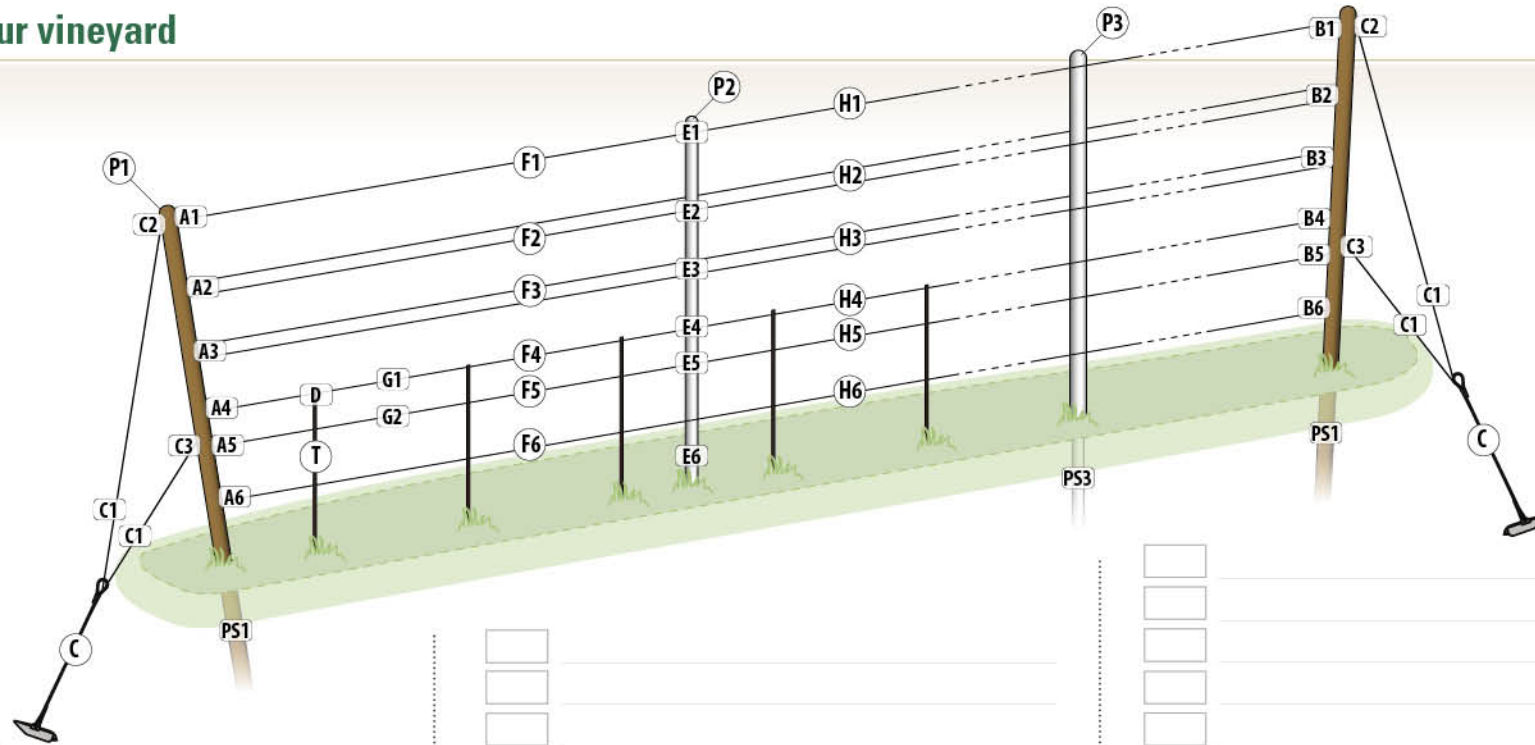 ur vineyard
P3
B1 C2
P2
H1
B2
E1
P1
F1
B3
H2
C2 A1
E2
B4
F2
H3
C3
B5
E3
A2
F3
C1
H4
B6
E4
C1
H5
A3
F4
E5
G1
F5
H6
D
A4
G2
PS1
C
A5
C3
F6
T
E6
PS3
A6
C1
C1
PS1
C